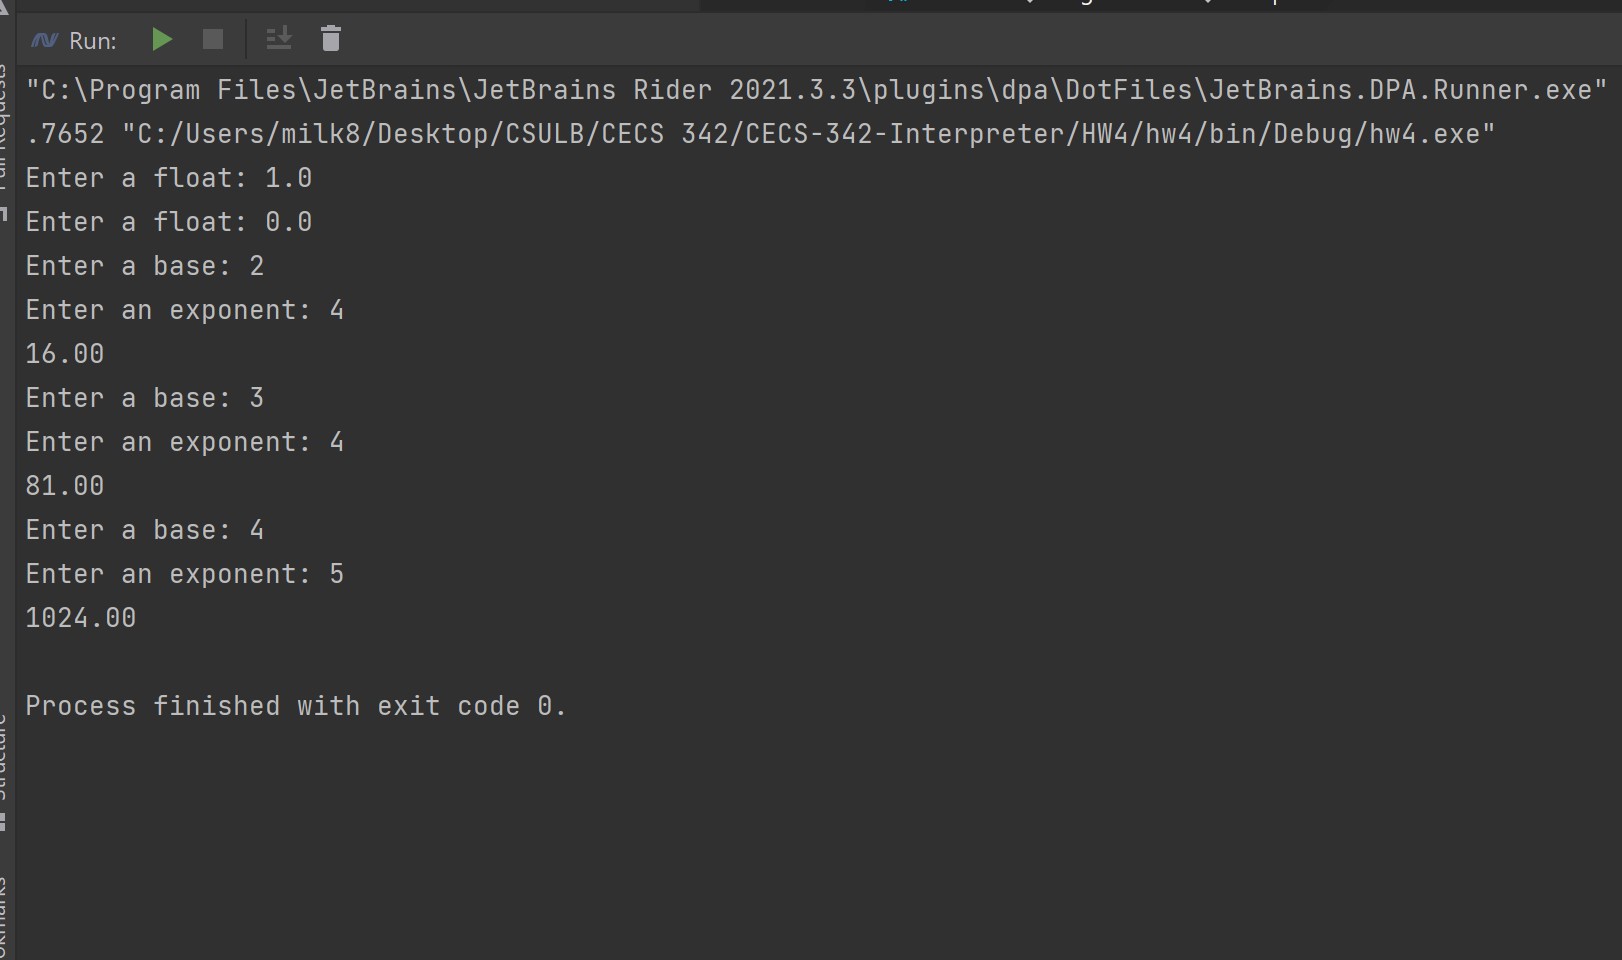 Run:
"C:\Program Files\JetBrains\JetBrains Rider 2021.3.3\plugins\dpa\DotFiles\JetBrains.DPA.Runner.exe"
.7652 "C:/Users/milk8/Desktop/CSULB/CECS 342/CECS-342-Interpreter/HW4/hw4/bin/Debug/hw4.exe"
Enter a float: 1.0
Enter a float: 0.0
Enter a base: 2
Enter an exponent: 4
16.00
Enter a base: 3
Enter an exponent: 4
81.00
Enter a base: 4
Enter an exponent: 5
1024.00
Process finished with exit code 0.
Structure